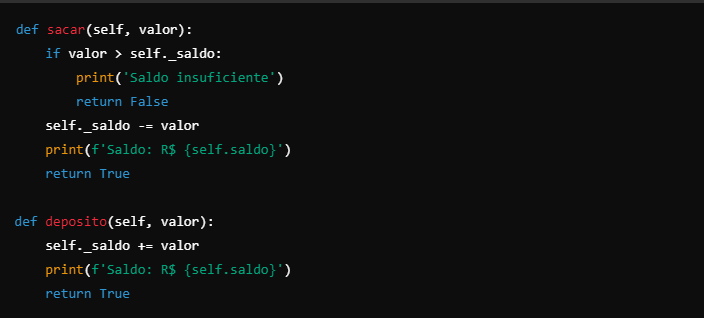 def sacar(self, valor):
    if valor > self._saldo:
        print('Saldo insuficiente')
        return False
    self._saldo -= valor
    print(f'Saldo: R$ {self.saldo}')
    return True

def deposito(self, valor):
    self._saldo += valor
    print(f'Saldo: R$ {self.saldo}')
    return True